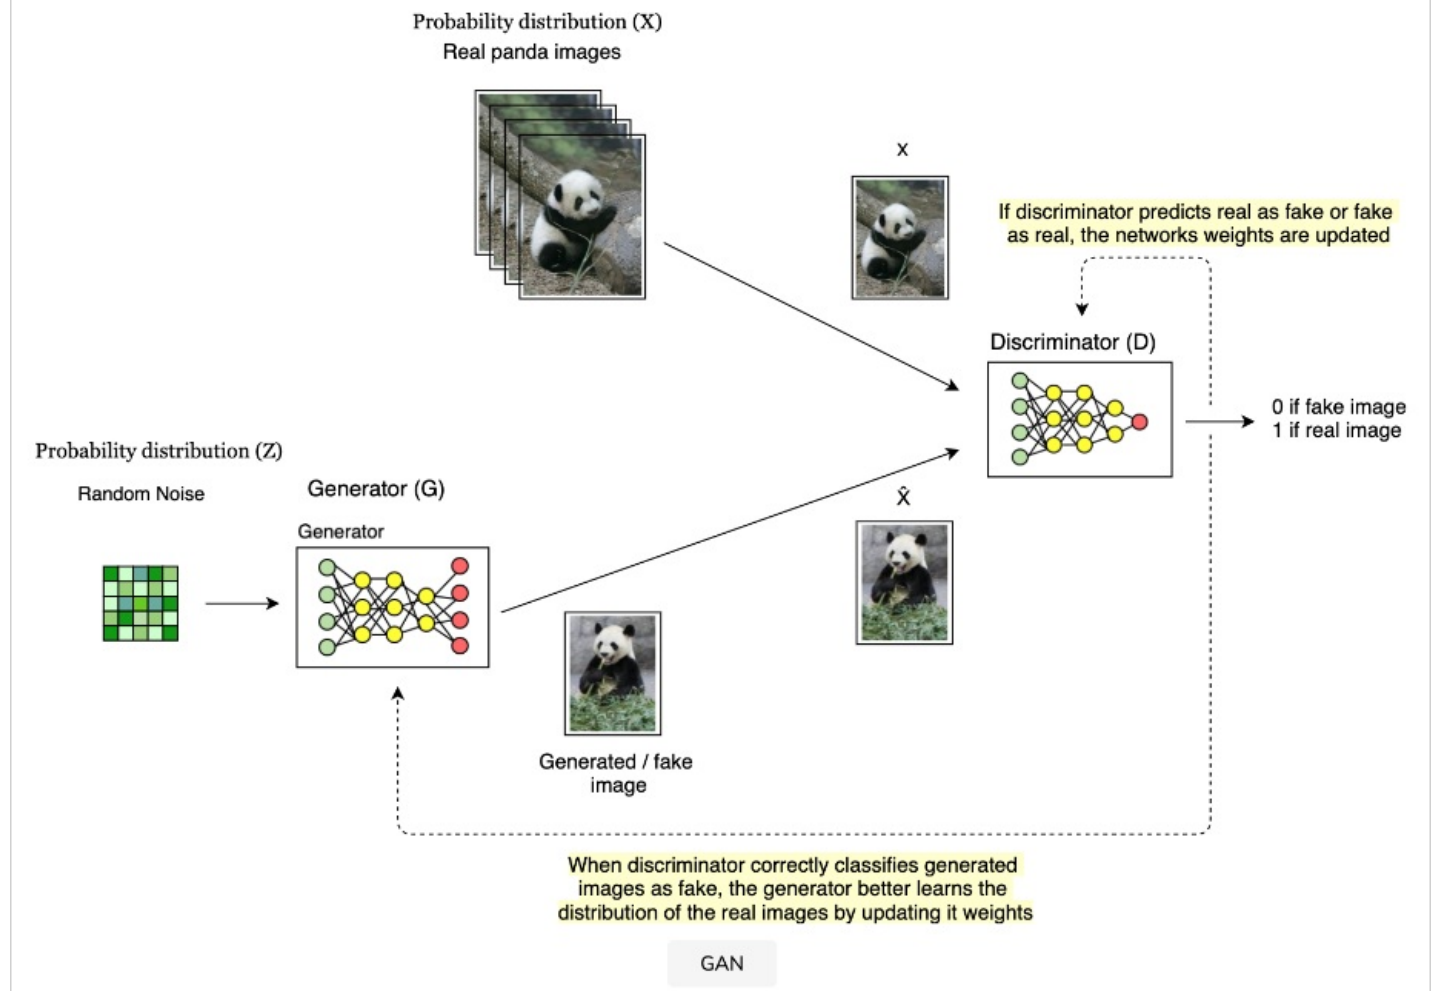 Probability distribution (X)
Real panda images
x
If discriminator predicts real as fake or fake
as real, the networks weights are updated
Discriminator (D)
0 if fake image
1 if real image
Probability distribution (Z)
Random Noise
Generator (G)
Generator
x̂
Generated / fake
image
When discriminator correctly classifies generated
images as fake, the generator better learns the
distribution of the real images by updating it weights
GAN